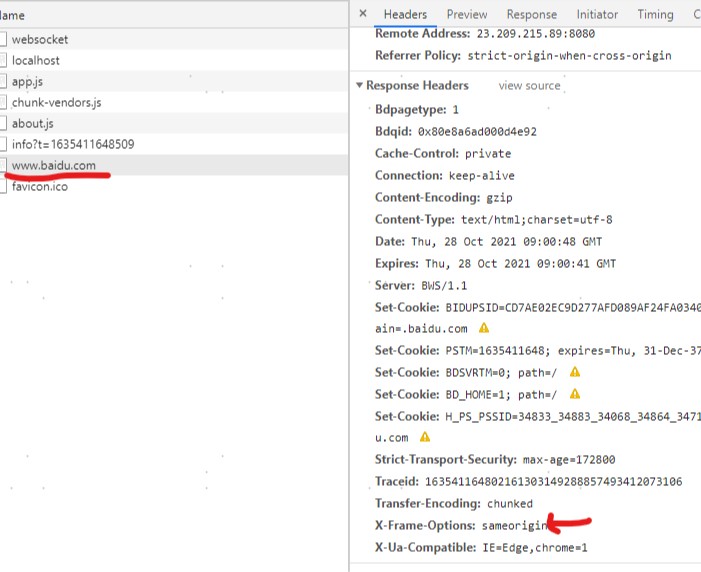 Name
websocket
localhost
app.js
chunk-vendors.js
about.js
info?t=1635411648509
www.baidu.com
favicon.ico
× Headers Preview Response Initiator Timing C
Remote Address: 23.209.215.89:8080
Referrer Policy: strict-origin-when-cross-origin
Response Headers view source
Bdpagetype: 1
Bdqid: 0x80e8a6ad000d4e92
Cache-Control: private
Connection: keep-alive
Content-Encoding: gzip
Content-Type: text/html;charset=utf-8
Date: Thu, 28 Oct 2021 09:00:48 GMT
Expires: Thu, 28 Oct 2021 09:00:41 GMT
Server: BWS/1.1
Set-Cookie: BIDUPSID=CD7AE02EC9D277AFD089AF24FA0340
ain=.baidu.com
Set-Cookie: PSTM=1635411648; expires=Thu, 31-Dec-37
Set-Cookie: BDSVRTM=0; path=/
Set-Cookie: BD_HOME=1; path=/
Set-Cookie: H_PS_PSSID=34833_34883_34068_34864_3471
u.com
Strict-Transport-Security: max-age=172800
Traceid: 1635411648021613031492888574934120731​06
Transfer-Encoding: chunked
X-Frame-Options: sameorigin
X-Ua-Compatible: IE=Edge,chrome=1